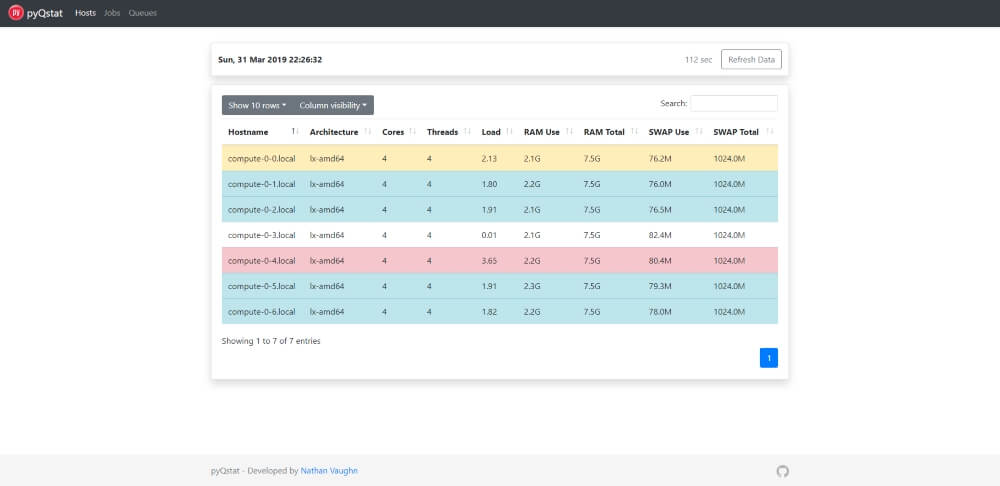 py pyQstat Hosts Jobs Queues
Sun, 31 Mar 2019 22:26:32 112 sec Refresh Data
Show 10 rows Column visibility Search:
Hostname Architecture Cores Threads Load RAM Use RAM Total SWAP Use SWAP Total
compute-0-0.local lx-amd64 4 4 2.13 2.1G 7.5G 76.2M 1024.0M
compute-0-1.local lx-amd64 4 4 1.80 2.2G 7.5G 76.0M 1024.0M
compute-0-2.local lx-amd64 4 4 1.91 2.1G 7.5G 76.5M 1024.0M
compute-0-3.local lx-amd64 4 4 0.01 2.1G 7.5G 82.4M 1024.0M
compute-0-4.local lx-amd64 4 4 3.65 2.2G 7.5G 80.4M 1024.0M
compute-0-5.local lx-amd64 4 4 1.91 2.3G 7.5G 79.3M 1024.0M
compute-0-6.local lx-amd64 4 4 1.82 2.2G 7.5G 78.0M 1024.0M
Showing 1 to 7 of 7 entries
1
pyQstat - Developed by Nathan Vaughn